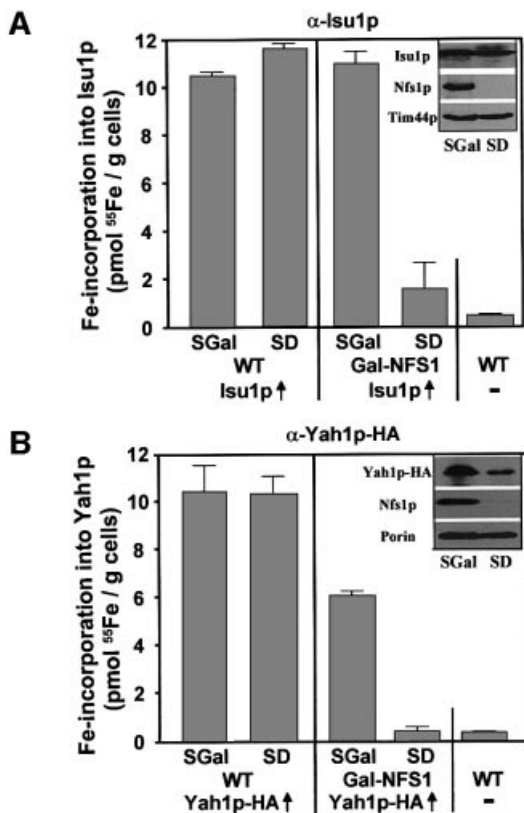 A
α-Isu1p
Fe-incorporation into Isu1p
(pmol ⁵⁵Fe / g cells)
12
10
8
6
4
2
0
Isu1p
Nfs1p
Tim44p
SGal SD
SGal SD SGal SD
WT Gal-NFS1 WT
Isu1p↑ Isu1p↑ -
B
α-Yah1p-HA
Fe-incorporation into Yah1p
(pmol ⁵⁵Fe / g cells)
12
10
8
6
4
2
0
Yah1p-HA
Nfs1p
Porin
SGal SD
SGal SD SGal SD
WT Gal-NFS1 WT
Yah1p-HA↑ Yah1p-HA↑ -